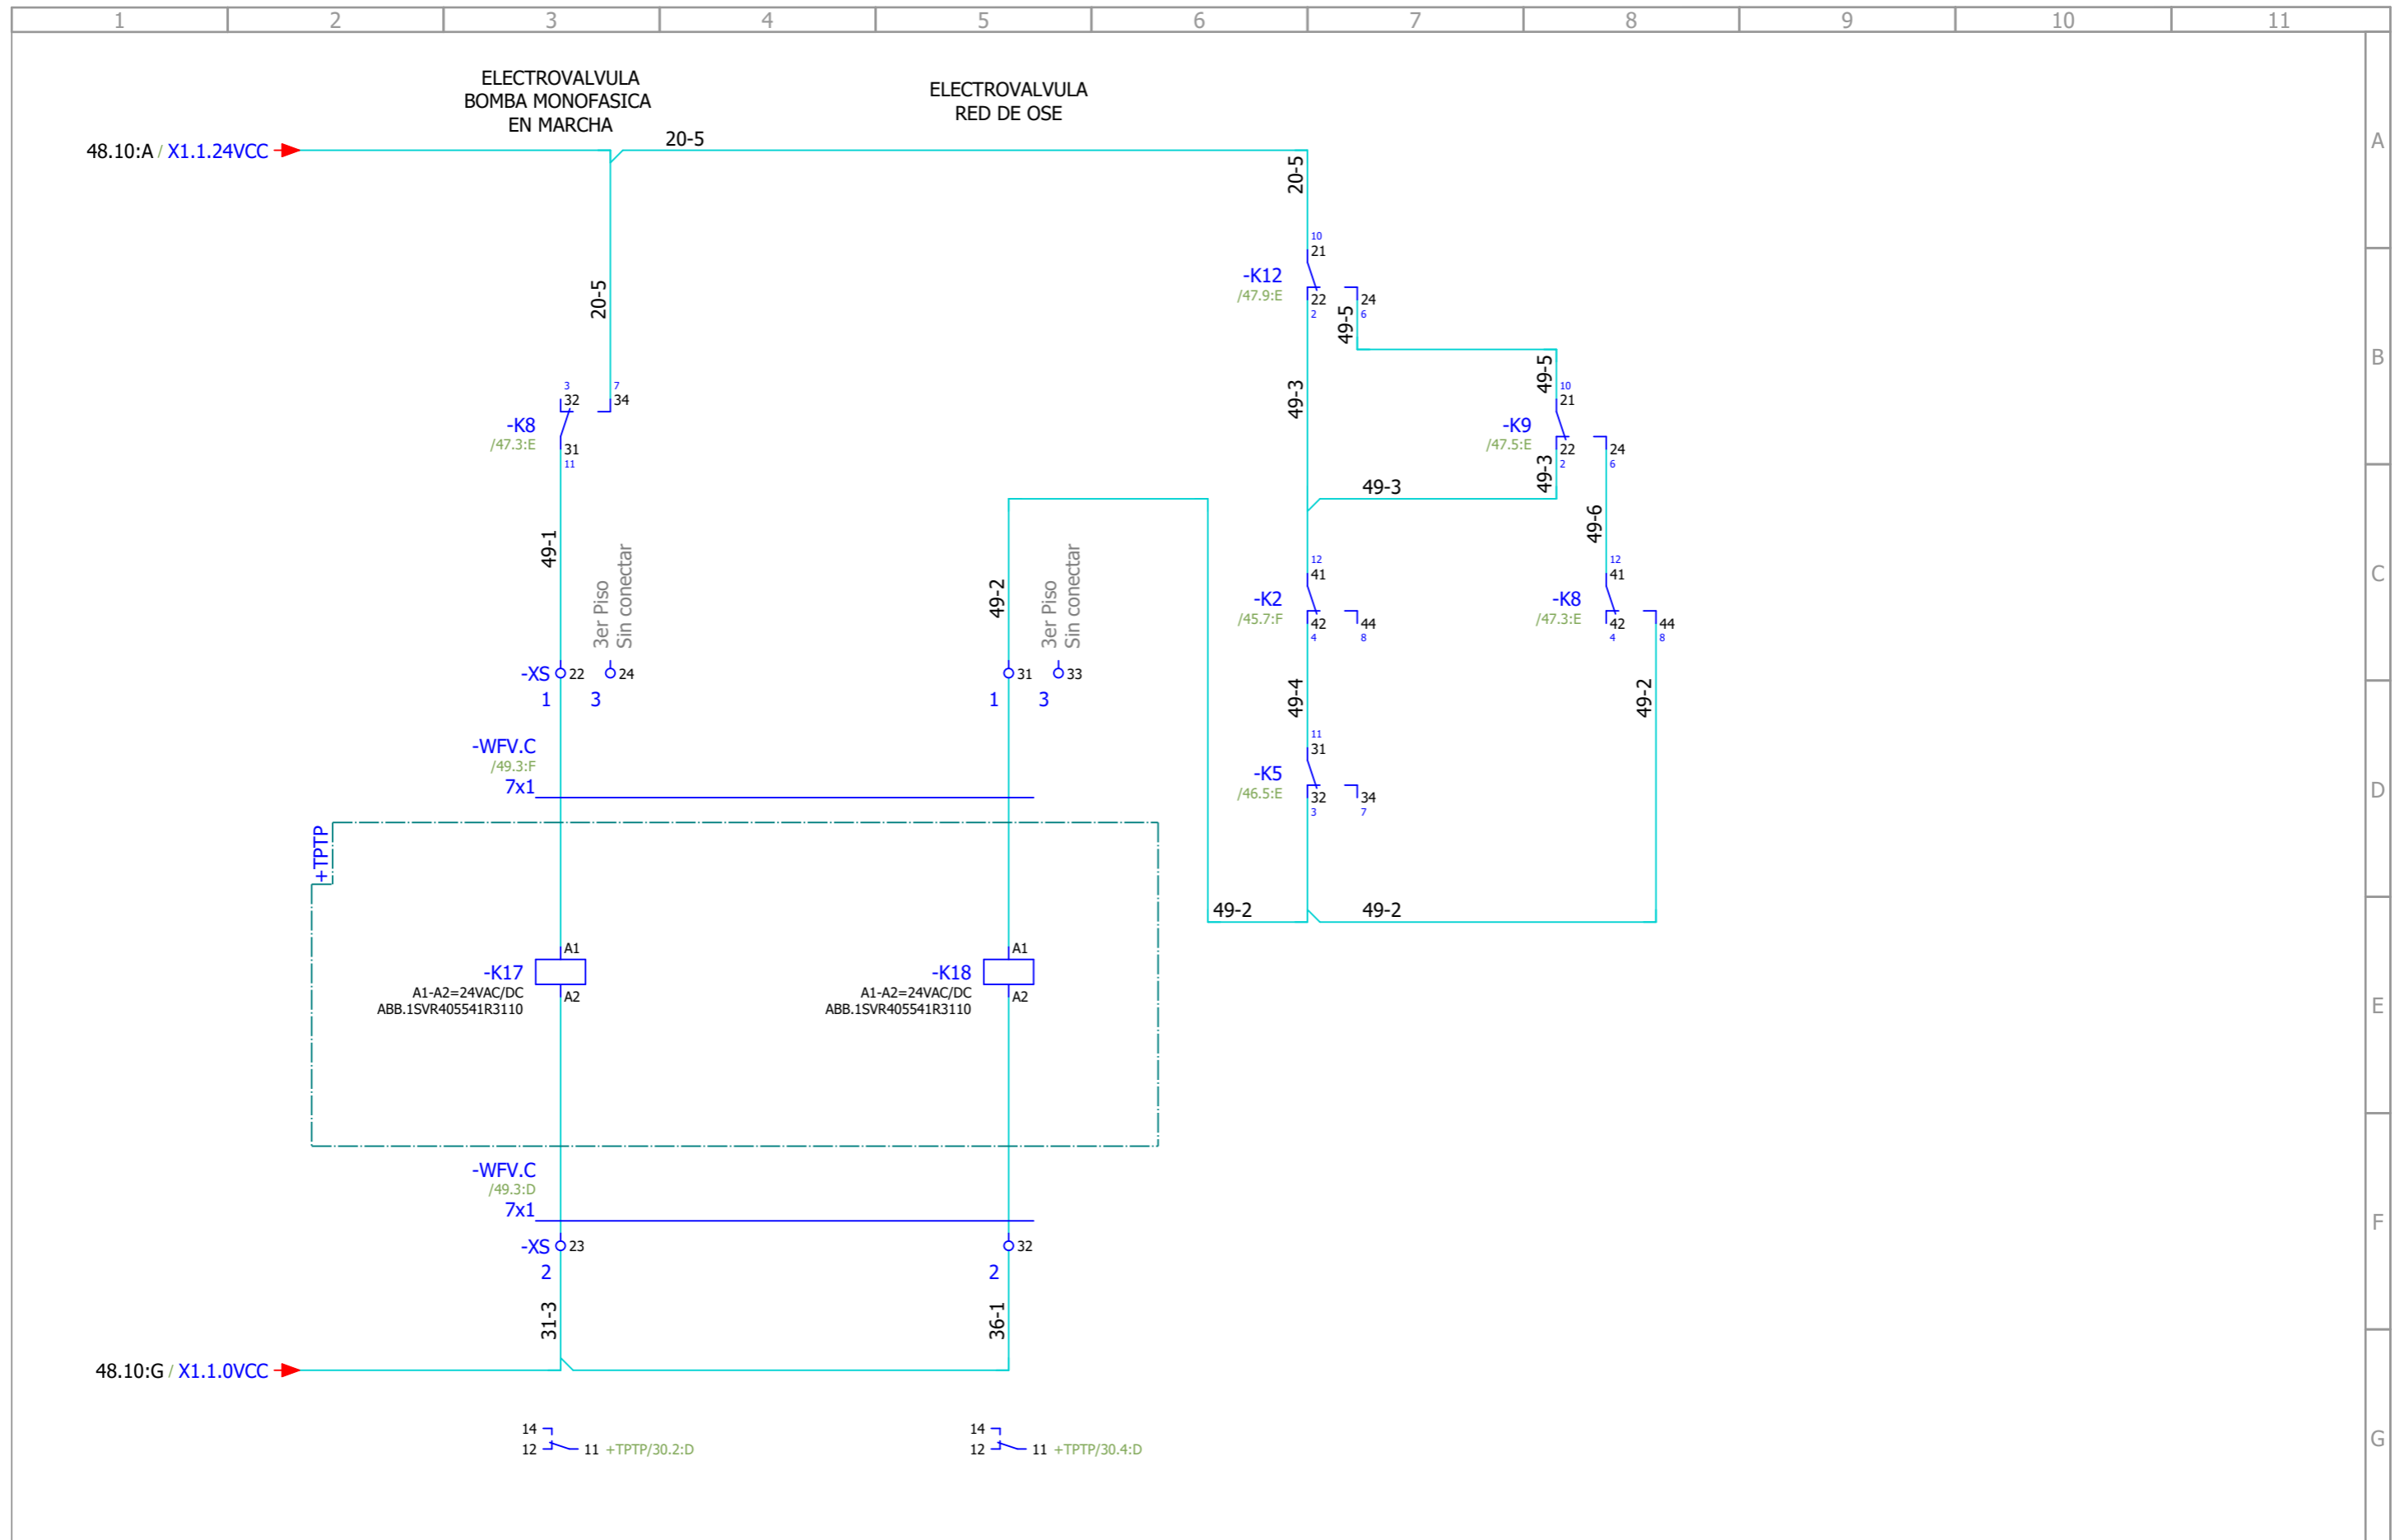 1 2 3 4 5 6 7 8 9 10 11
ELECTROVALVULA
BOMBA MONOFASICA
EN MARCHA
ELECTROVALVULA
RED DE OSE
A
48.10:A / X1.1.24VCC
20-5
20-5
20-5
10
21
-K12
/47.9:E
22
2
24
6
49-5
B
49-5
49-3
3
32
7
34
-K8
/47.3:E
31
11
10
21
-K9
/47.5:E
22
2
24
6
49-3
49-3
49-6
C
49-1
3er Piso
Sin conectar
49-2
3er Piso
Sin conectar
12
41
-K2
/45.7:F
42
4
44
8
12
41
-K8
/47.3:E
42
4
44
8
-XS
22
24
1
3
31
33
1
3
49-4
49-2
-WFV.C
/49.3:F
7x1
11
31
-K5
/46.5:E
32
3
34
7
D
+TPTP
49-2
49-2
A1
-K17
A1-A2=24VAC/DC
ABB.1SVR405541R3110
A2
A1
-K18
A1-A2=24VAC/DC
ABB.1SVR405541R3110
A2
E
-WFV.C
/49.3:D
7x1
F
-XS
23
2
32
2
31-3
36-1
48.10:G / X1.1.0VCC
14
12
11 +TPTP/30.2:D
14
12
11 +TPTP/30.4:D
G